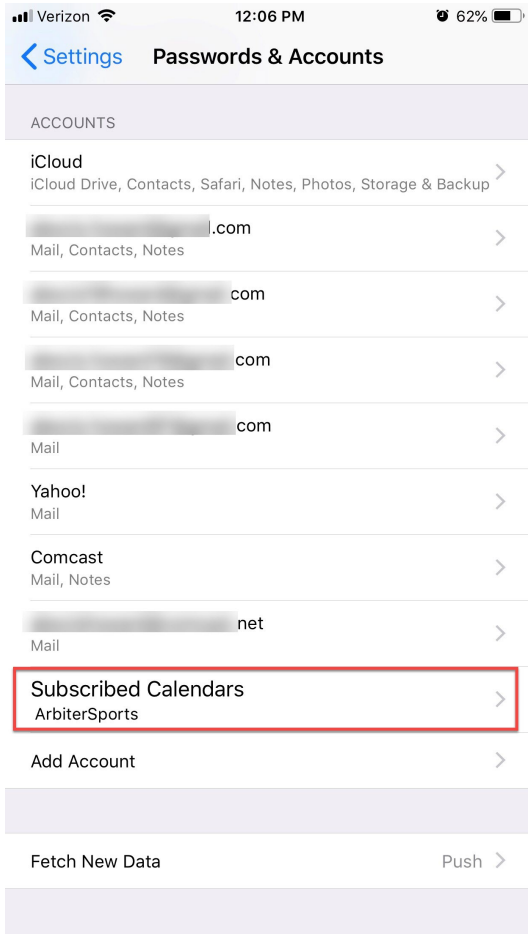 Verizon 12:06 PM 62%
Settings Passwords & Accounts
ACCOUNTS
iCloud
iCloud Drive, Contacts, Safari, Notes, Photos, Storage & Backup
.com
Mail, Contacts, Notes
com
Mail, Contacts, Notes
com
Mail, Contacts, Notes
com
Mail
Yahoo!
Mail
Comcast
Mail, Notes
net
Mail
Subscribed Calendars
ArbiterSports
Add Account
Fetch New Data Push